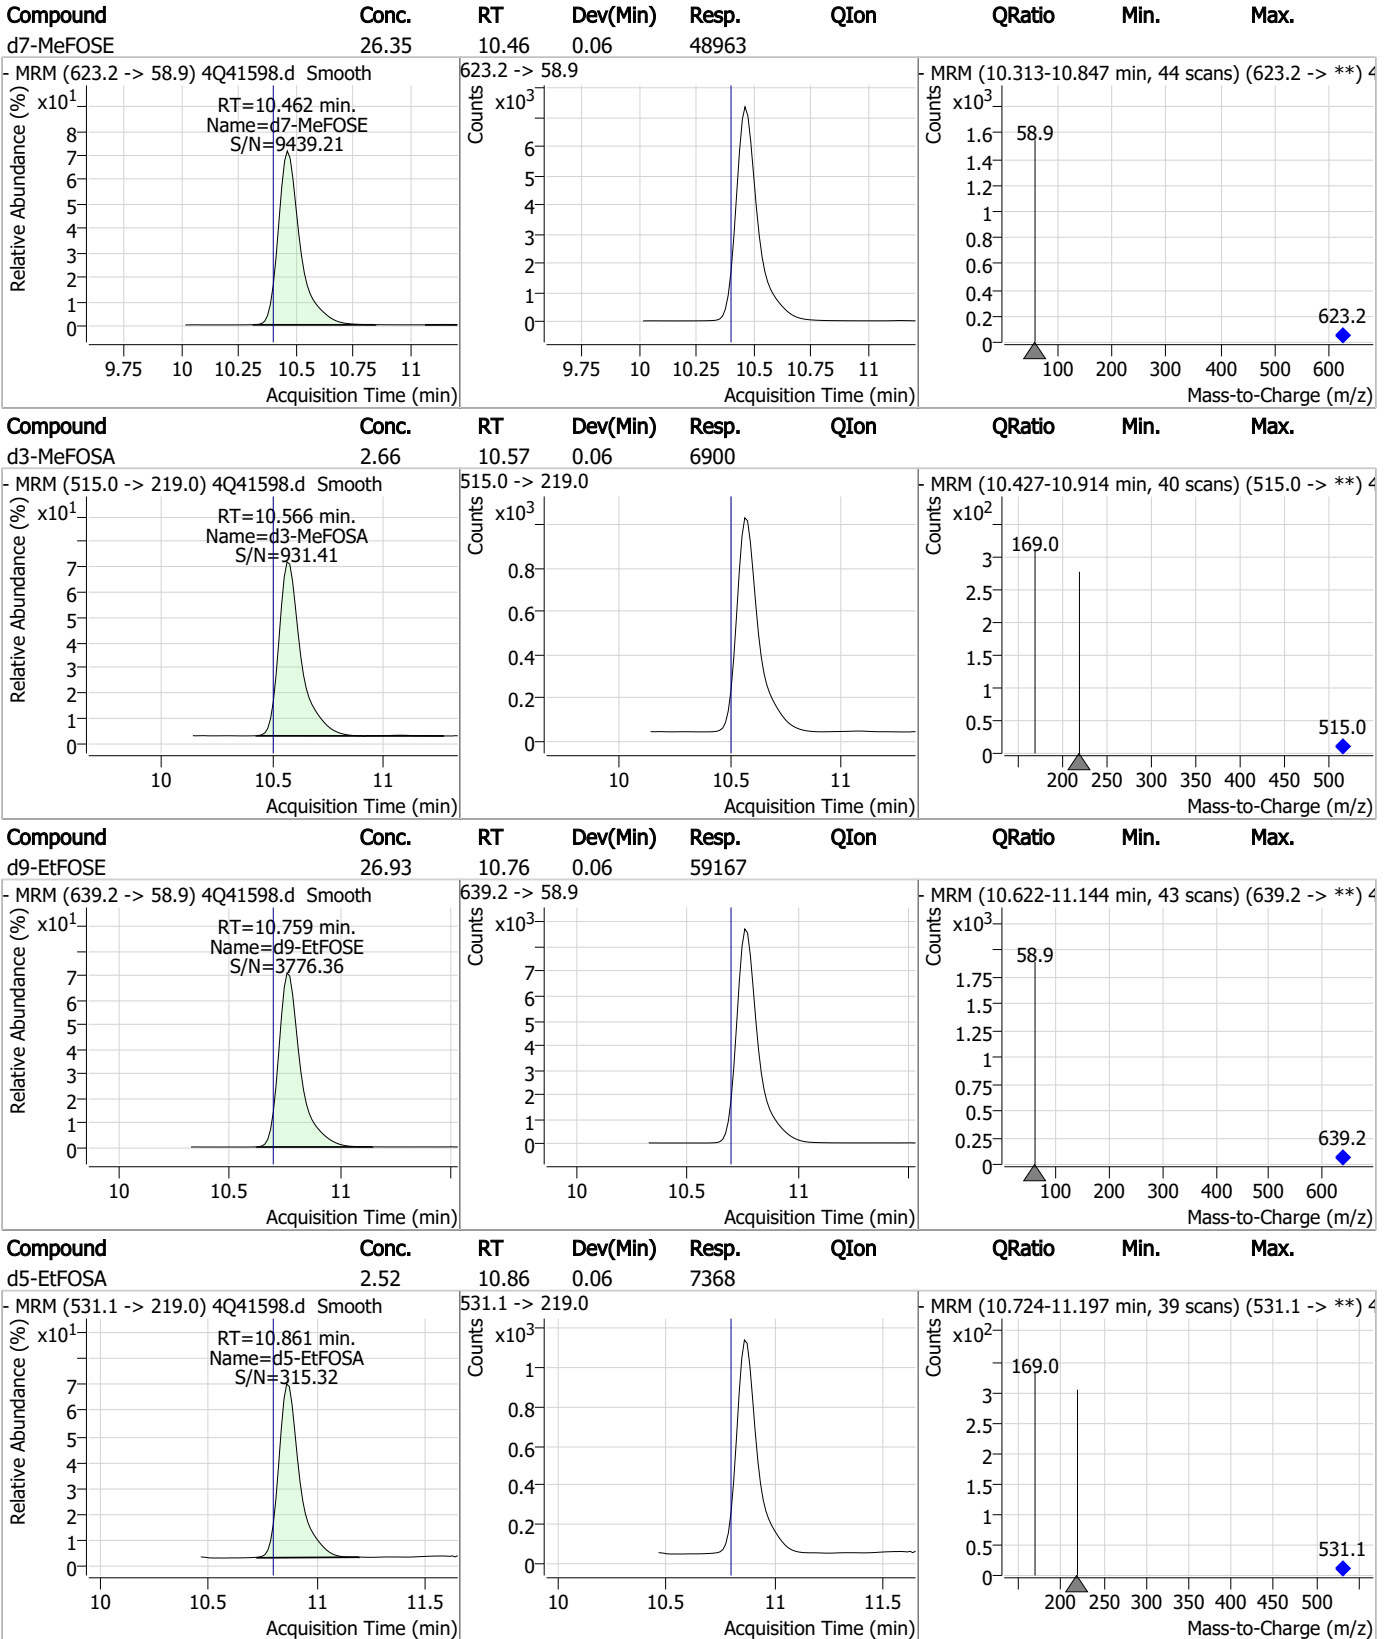 Compound Conc. RT Dev(Min) Resp. QIon QRatio Min. Max.
d7-MeFOSE 26.35 10.46 0.06 48963
- MRM (623.2 -> 58.9) 4Q41598.d Smooth
Relative Abundance (%)
x10^1
RT=10.462 min.
Name=d7-MeFOSE
S/N=9439.21
8
7
6
5
4
3
2
1
0
9.75 10 10.25 10.5 10.75 11
Acquisition Time (min)
623.2 -> 58.9
Counts
x10^3
6
5
4
3
2
1
0
9.75 10 10.25 10.5 10.75 11
Acquisition Time (min)
- MRM (10.313-10.847 min, 44 scans) (623.2 -> **) 4
Counts
x10^3
1.6
1.4
1.2
1
0.8
0.6
0.4
0.2
0
58.9
623.2
100 200 300 400 500 600
Mass-to-Charge (m/z)
Compound Conc. RT Dev(Min) Resp. QIon QRatio Min. Max.
d3-MeFOSA 2.66 10.57 0.06 6900
- MRM (515.0 -> 219.0) 4Q41598.d Smooth
Relative Abundance (%)
x10^1
RT=10.566 min.
Name=d3-MeFOSA
S/N=931.41
7
6
5
4
3
2
1
0
10 10.5 11
Acquisition Time (min)
515.0 -> 219.0
Counts
x10^3
0.8
0.6
0.4
0.2
0
10 10.5 11
Acquisition Time (min)
- MRM (10.427-10.914 min, 40 scans) (515.0 -> **) 4
Counts
x10^2
3
2.5
2
1.5
1
0.5
0
169.0
515.0
200 250 300 350 400 450 500
Mass-to-Charge (m/z)
Compound Conc. RT Dev(Min) Resp. QIon QRatio Min. Max.
d9-EtFOSE 26.93 10.76 0.06 59167
- MRM (639.2 -> 58.9) 4Q41598.d Smooth
Relative Abundance (%)
x10^1
RT=10.759 min.
Name=d9-EtFOSE
S/N=3776.36
7
6
5
4
3
2
1
0
10 10.5 11
Acquisition Time (min)
639.2 -> 58.9
Counts
x10^3
7
6
5
4
3
2
1
0
10 10.5 11
Acquisition Time (min)
- MRM (10.622-11.144 min, 43 scans) (639.2 -> **) 4
Counts
x10^3
1.75
1.5
1.25
1
0.75
0.5
0.25
0
58.9
639.2
100 200 300 400 500 600
Mass-to-Charge (m/z)
Compound Conc. RT Dev(Min) Resp. QIon QRatio Min. Max.
d5-EtFOSA 2.52 10.86 0.06 7368
- MRM (531.1 -> 219.0) 4Q41598.d Smooth
Relative Abundance (%)
x10^1
RT=10.861 min.
Name=d5-EtFOSA
S/N=315.32
7
6
5
4
3
2
1
0
10 10.5 11 11.5
Acquisition Time (min)
531.1 -> 219.0
Counts
x10^3
1
0.8
0.6
0.4
0.2
0
10 10.5 11 11.5
Acquisition Time (min)
- MRM (10.724-11.197 min, 39 scans) (531.1 -> **) 4
Counts
x10^2
3
2.5
2
1.5
1
0.5
0
169.0
531.1
200 250 300 350 400 450 500
Mass-to-Charge (m/z)